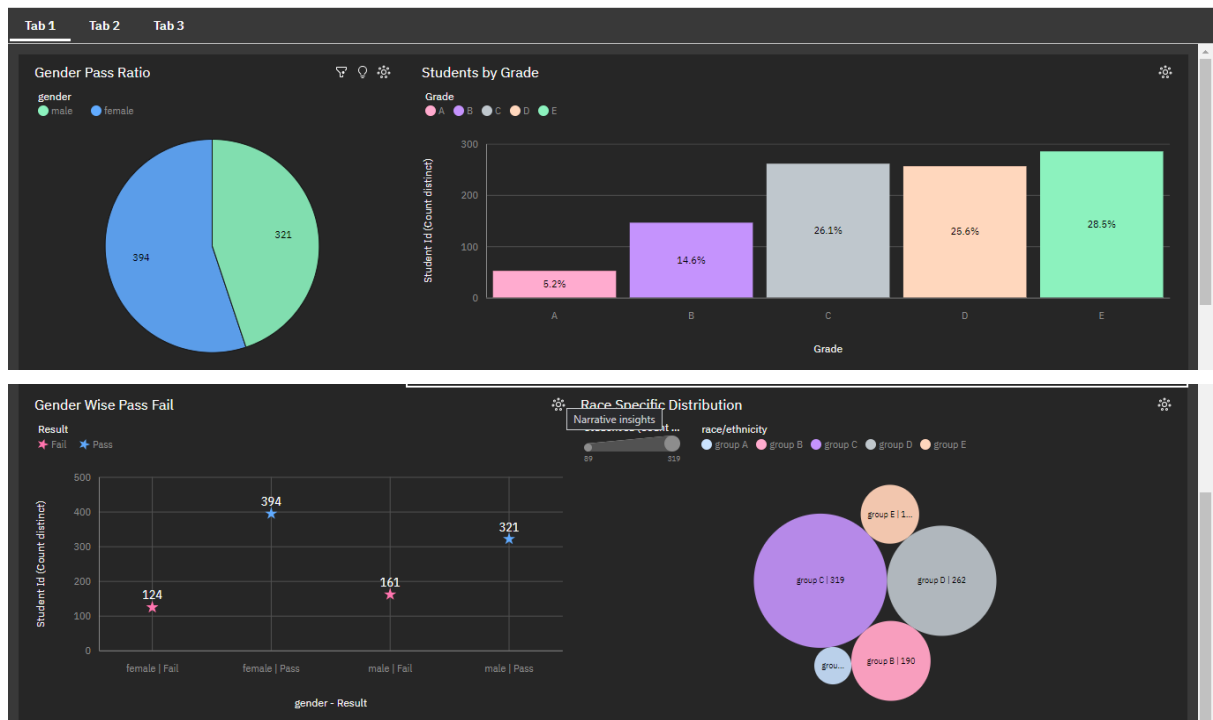 Tab 1 Tab 2 Tab 3
Gender Pass Ratio
gender
male female
394
321
Students by Grade
Grade
A B C D E
Student Id (Count distinct)
300
200
100
0
5.2%
14.6%
26.1%
25.6%
28.5%
A B C D E
Grade
Gender Wise Pass Fail
Result
Fail Pass
Student Id (Count distinct)
500
400
300
200
100
0
124
394
161
321
female | Fail female | Pass male | Fail male | Pass
gender - Result
Race Specific Distribution
Narrative insights
89 319
race/ethnicity
group A group B group C group D group E
group E | 1...
group C | 319
group D | 262
grou...
group B | 190